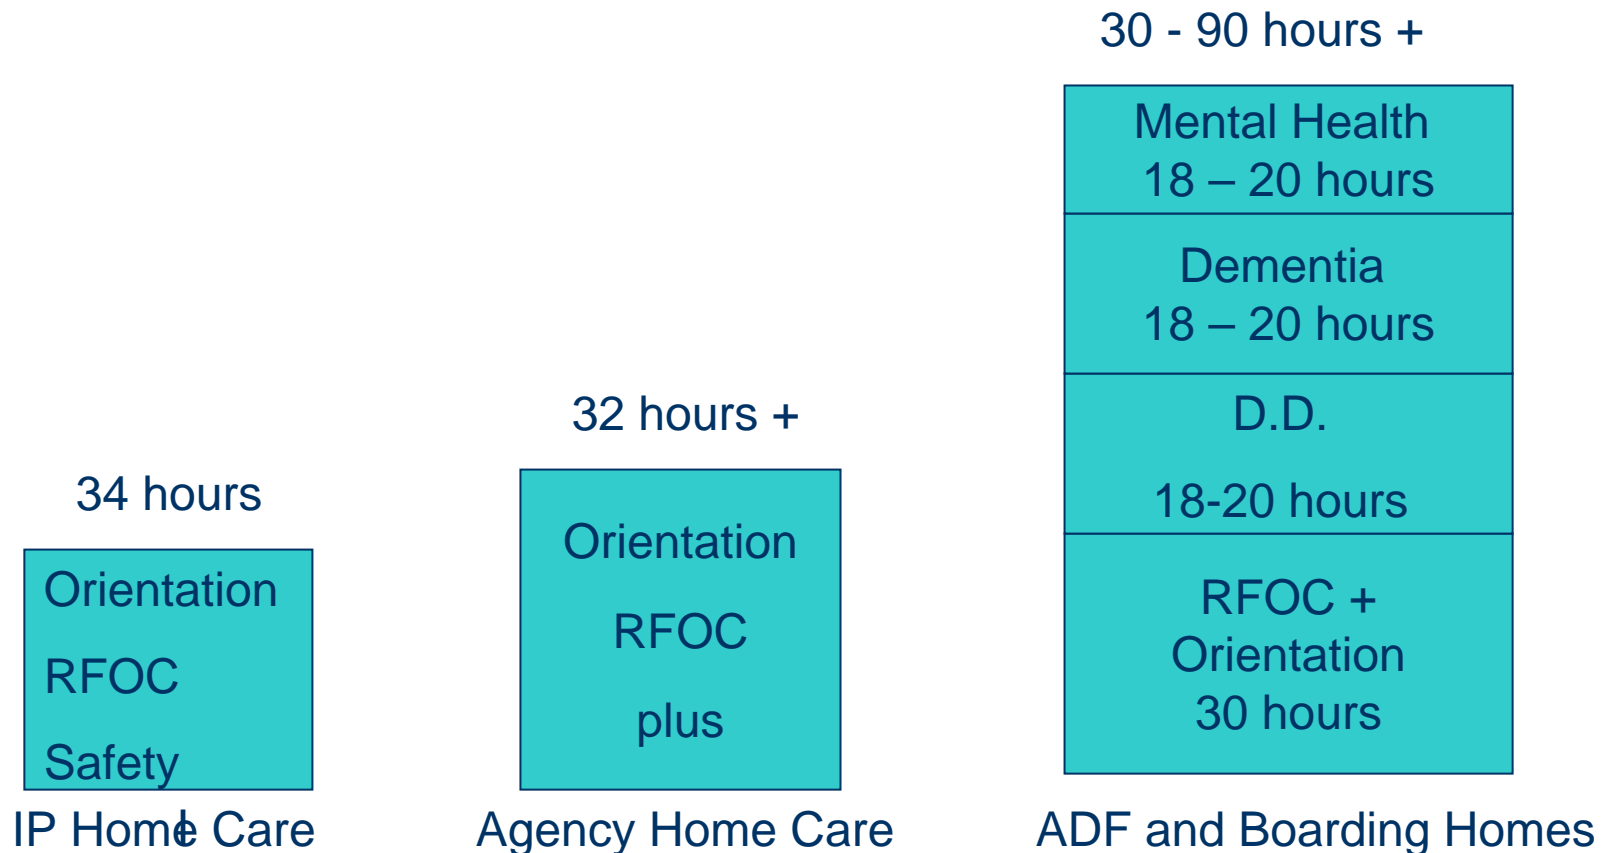 34 hours
Orientation
RFOC
Safety
IP Home Care
32 hours +
Orientation
RFOC
plus
Agency Home Care
30 - 90 hours +
Mental Health
18 – 20 hours
Dementia
18 – 20 hours
D.D.
18-20 hours
RFOC +
Orientation
30 hours
ADF and Boarding Homes